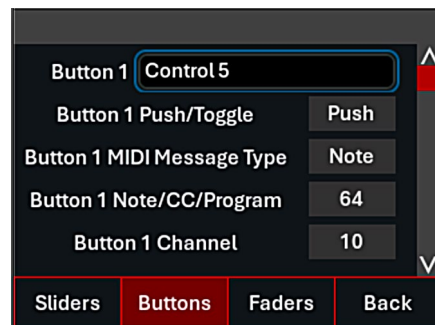 Button 1 Control 5
Button 1 Push/Toggle Push
Button 1 MIDI Message Type Note
Button 1 Note/CC/Program 64
Button 1 Channel 10
Sliders Buttons Faders Back